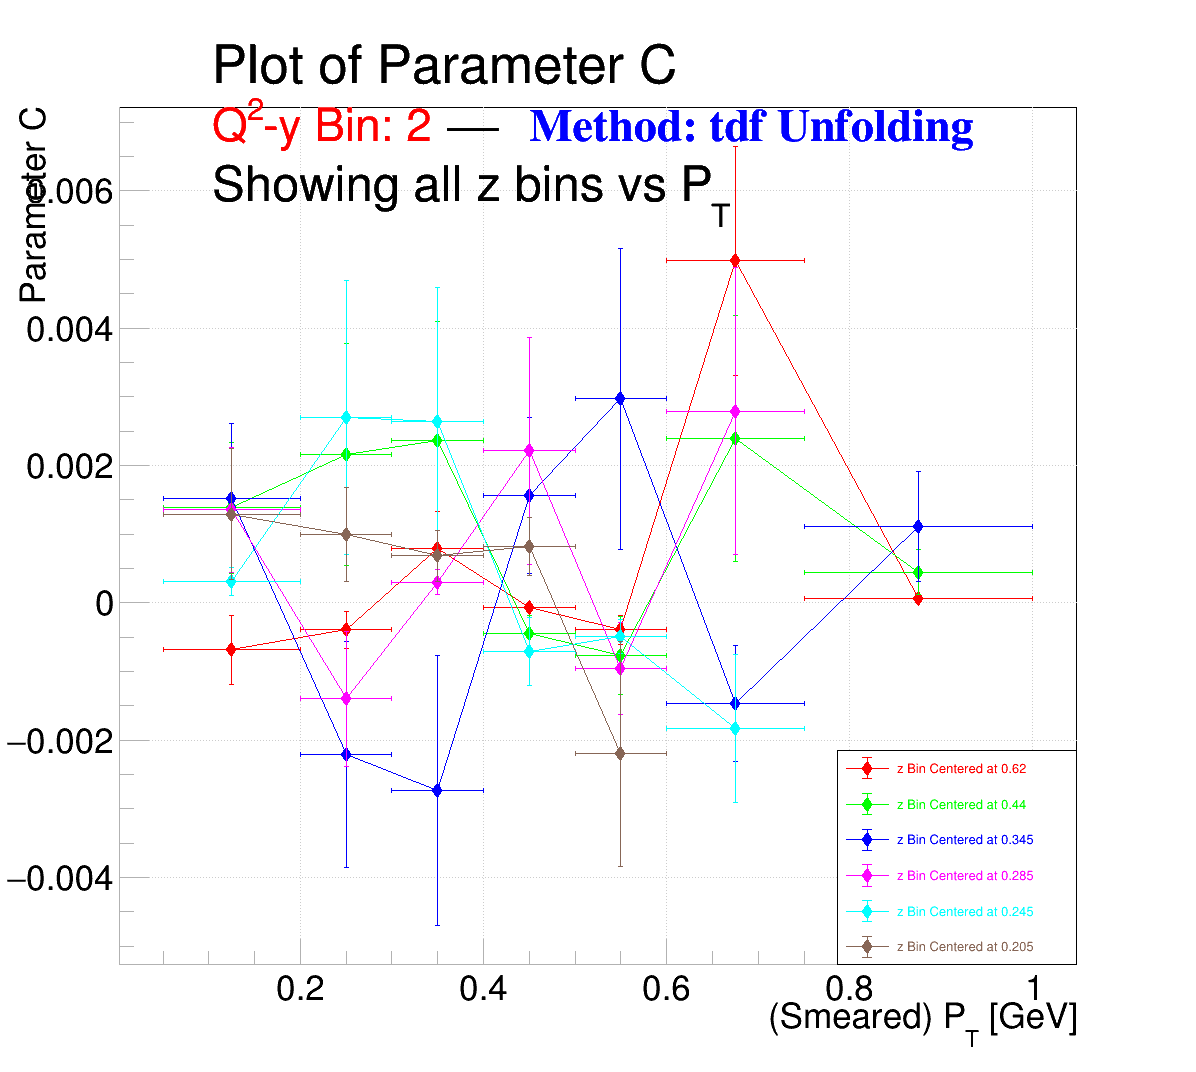 Plot of Parameter C
Q²-y Bin: 2 — Method: tdf Unfolding
Showing all z bins vs P_T
Parameter C
0.006
0.004
0.002
0
−0.002
−0.004
0.2 0.4 0.6 0.8 1
(Smeared) P_T [GeV]
z Bin Centered at 0.62
z Bin Centered at 0.44
z Bin Centered at 0.345
z Bin Centered at 0.285
z Bin Centered at 0.245
z Bin Centered at 0.205